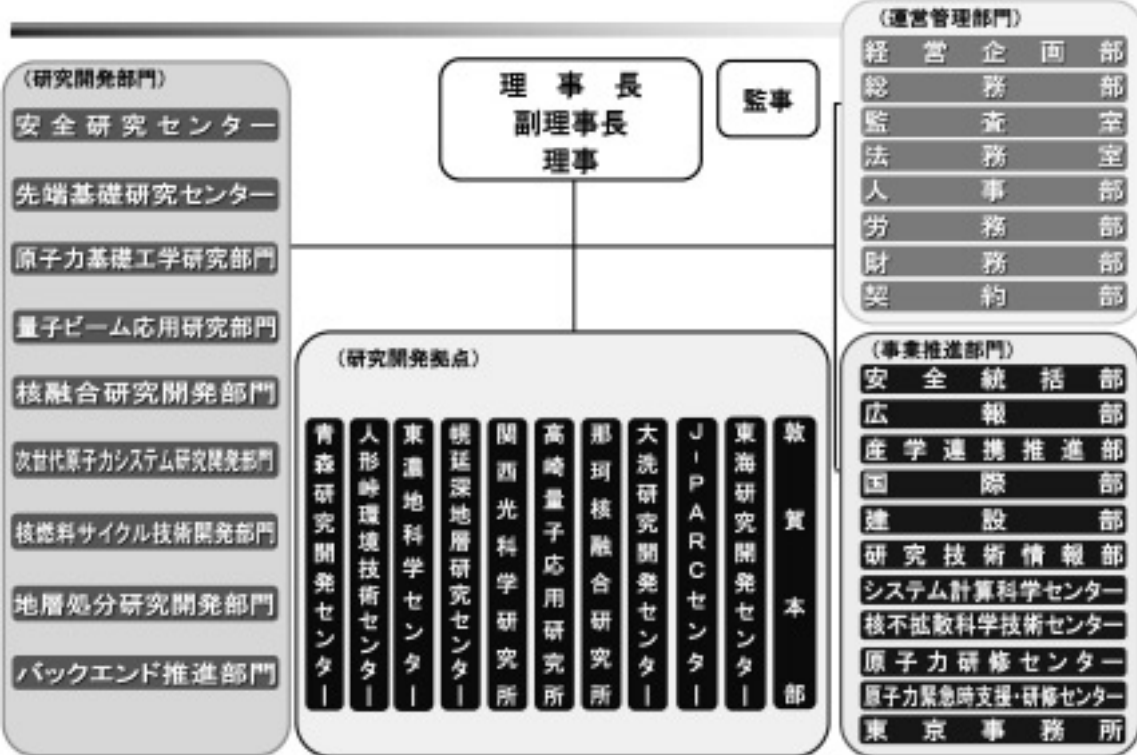 (運営管理部門)
経営企画部
総務部
監査室
法務室
人事部
労務部
財務部
契約部
(研究開発部門)
安全研究センター
先端基礎研究センター
原子力基礎工学研究部門
量子ビーム応用研究部門
核融合研究開発部門
次世代原子力システム研究開発部門
核燃料サイクル技術開発部門
地層処分研究開発部門
バックエンド推進部門
理事長
副理事長
理事
監事
(研究開発拠点)
敦賀本部
東海研究開発センター
J-PARCセンター
大洗研究開発センター
那珂核融合研究所
高崎量子応用研究所
関西光科学研究所
幌延深地層研究センター
東濃地科学センター
人形峠環境技術センター
青森研究開発センター
(事業推進部門)
安全統括部
広報部
産学連携推進部
国際部
建設部
研究技術情報部
システム計算科学センター
核不拡散科学技術センター
原子力研修センター
原子力緊急時支援・研修センター
東京事務所